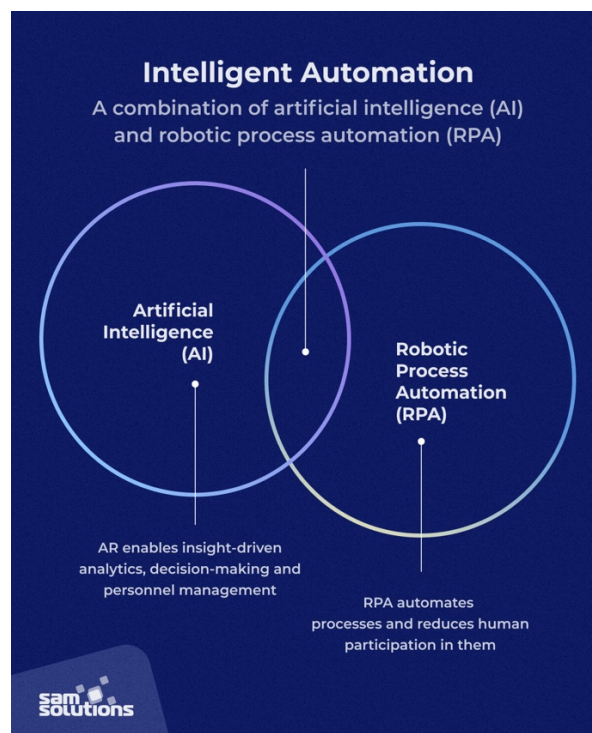 Intelligent Automation
A combination of artificial intelligence (AI)
and robotic process automation (RPA)
Artificial
Intelligence
(AI)
Robotic
Process
Automation
(RPA)
AR enables insight-driven
analytics, decision-making and
personnel management
RPA automates
processes and reduces human
participation in them
sam
solutions